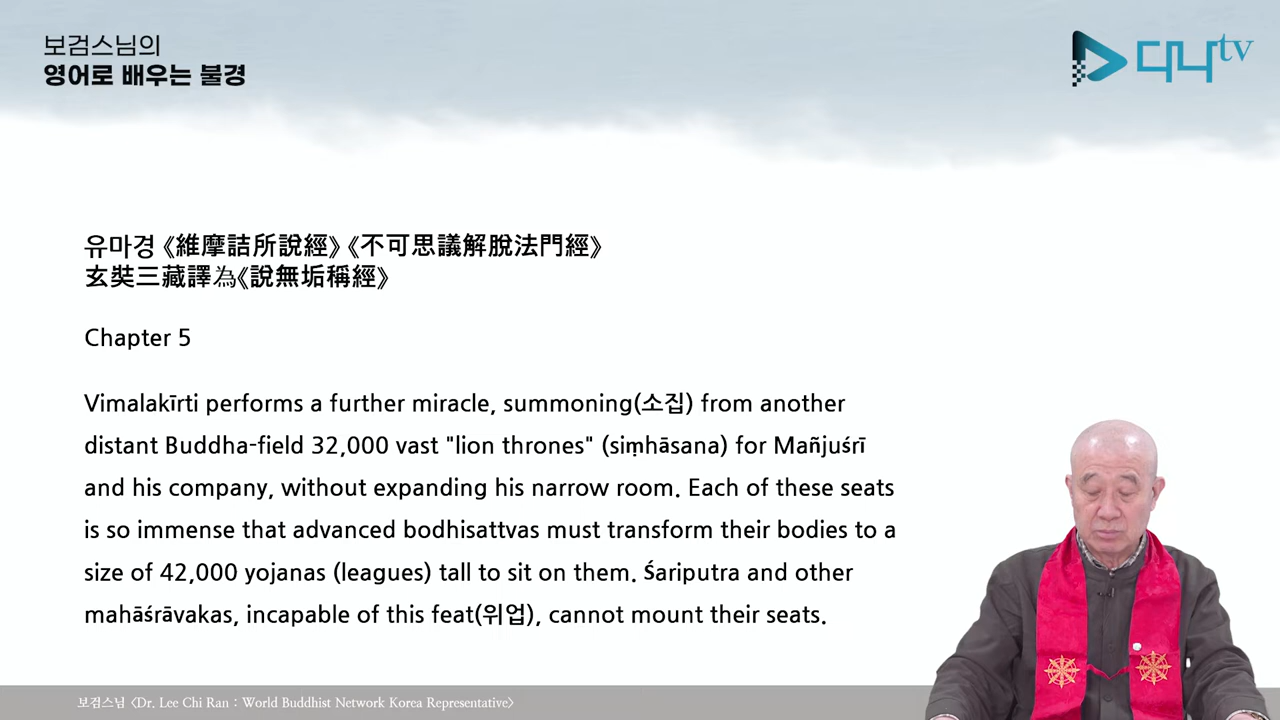 보검스님의
영어로 배우는 불경
다나tv
유마경 《維摩詰所說經》《不可思議解脫法門經》
玄奘三藏譯為《說無垢稱經》
Chapter 5
Vimalakīrti performs a further miracle, summoning(소집) from another
distant Buddha-field 32,000 vast "lion thrones" (siṃhāsana) for Mañjuśrī
and his company, without expanding his narrow room. Each of these seats
is so immense that advanced bodhisattvas must transform their bodies to a
size of 42,000 yojanas (leagues) tall to sit on them. Śariputra and other
mahāśrāvakas, incapable of this feat(위업), cannot mount their seats.
보검스님 〈Dr. Lee Chi Ran : World Buddhist Network Korea Representative〉